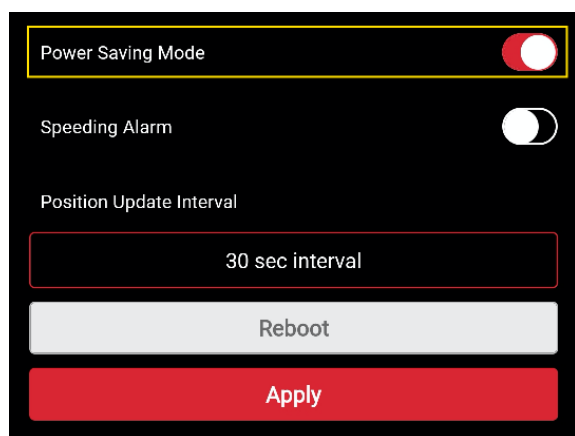 Power Saving Mode
Speeding Alarm
Position Update Interval
30 sec interval
Reboot
Apply